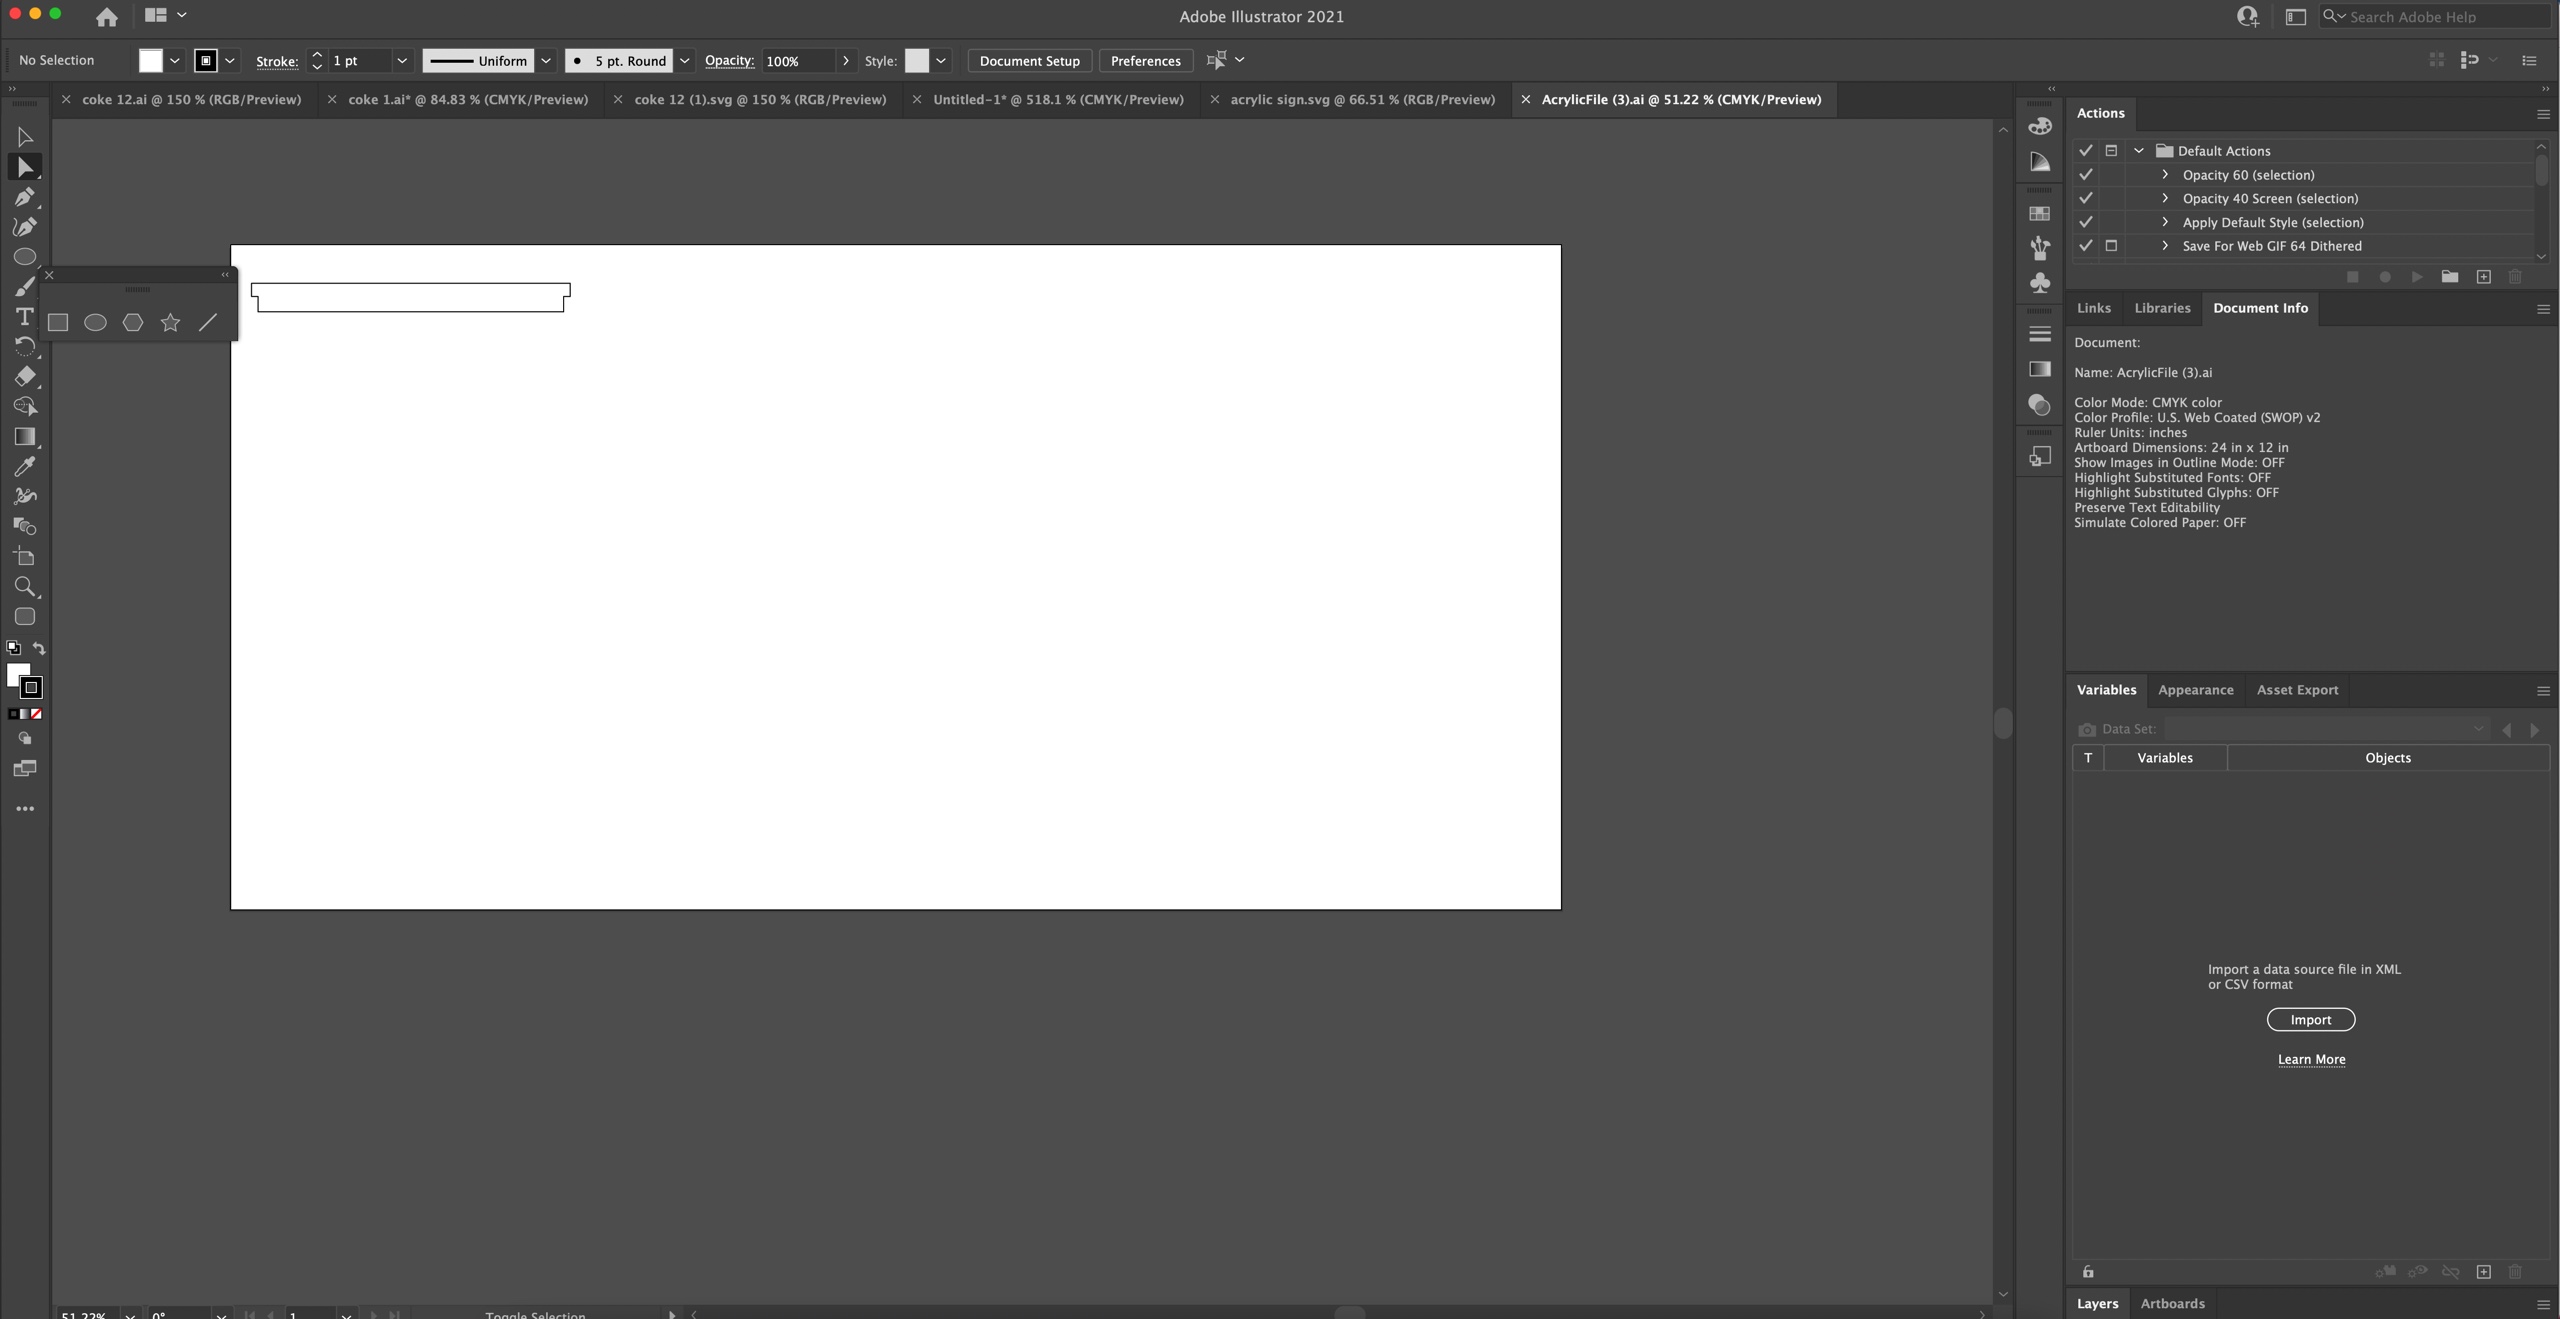 Adobe Illustrator 2021
Search Adobe Help
No Selection
Stroke: 1 pt
Uniform
5 pt. Round
Opacity: 100%
Style:
Document Setup
Preferences
coke 12.ai @ 150 % (RGB/Preview)
coke 1.ai* @ 84.83 % (CMYK/Preview)
coke 12 (1).svg @ 150 % (RGB/Preview)
Untitled-1* @ 518.1 % (CMYK/Preview)
acrylic sign.svg @ 66.51 % (RGB/Preview)
AcrylicFile (3).ai @ 51.22 % (CMYK/Preview)
Actions
Default Actions
Opacity 60 (selection)
Opacity 40 Screen (selection)
Apply Default Style (selection)
Save For Web GIF 64 Dithered
Links
Libraries
Document Info
Document:
Name: AcrylicFile (3).ai
Color Mode: CMYK color
Color Profile: U.S. Web Coated (SWOP) v2
Ruler Units: inches
Artboard Dimensions: 24 in x 12 in
Show Images in Outline Mode: OFF
Highlight Substituted Fonts: OFF
Highlight Substituted Glyphs: OFF
Preserve Text Editability
Simulate Colored Paper: OFF
Variables
Appearance
Asset Export
Data Set:
T
Variables
Objects
Import a data source file in XML
or CSV format
Import
Learn More
Layers
Artboards
51.22%
0°
1
Toggle Selection